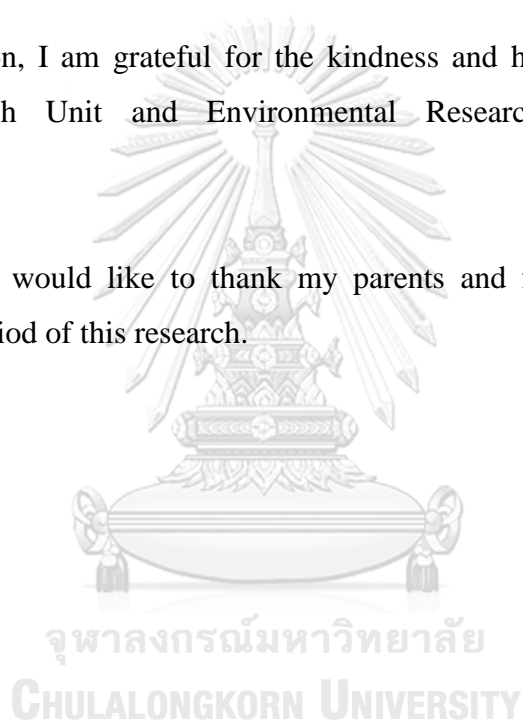 on, I am grateful for the kindness and h
h Unit and Environmental Researc
would like to thank my parents and
iod of this research.
จุฬาลงกรณ์มหาวิทยาลัย
CHULALONGKORN UNIVERSITY